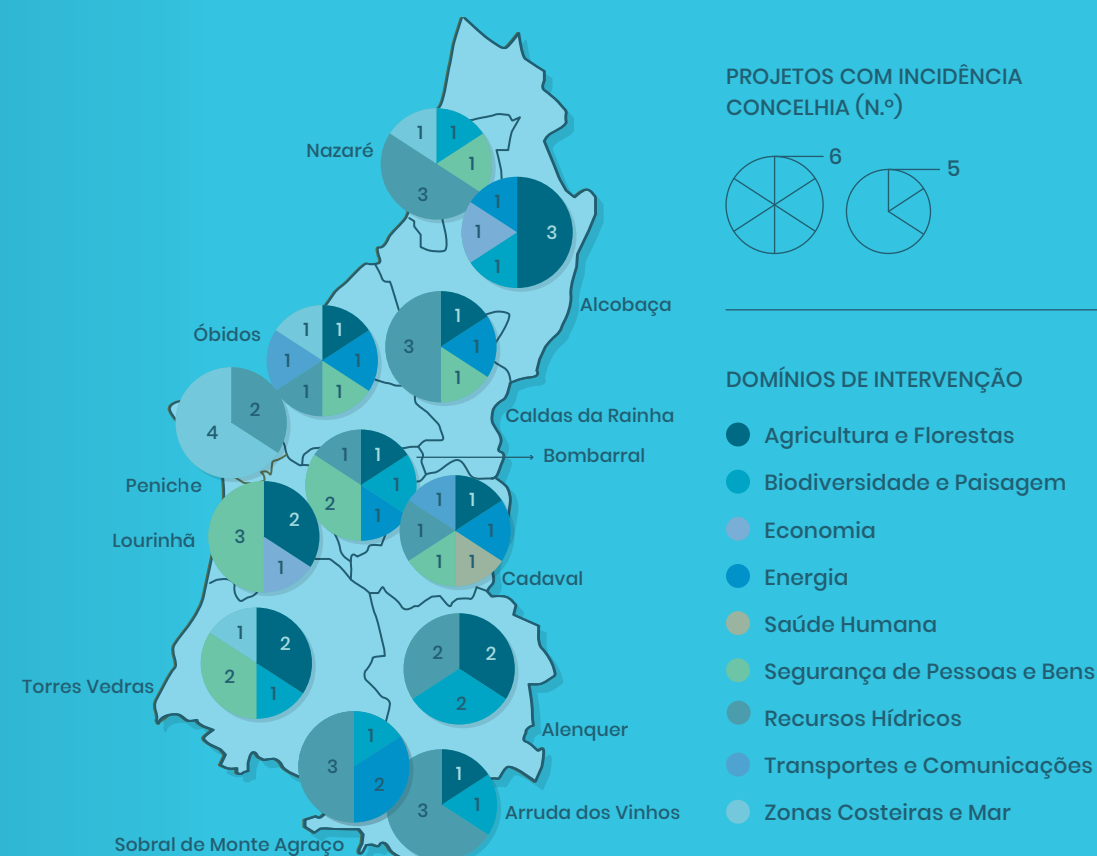 PROJETOS COM INCIDÊNCIA
CONCELHIA (N.º)
6
5
DOMÍNIOS DE INTERVENÇÃO
Agricultura e Florestas
Biodiversidade e Paisagem
Economia
Energia
Saúde Humana
Segurança de Pessoas e Bens
Recursos Hídricos
Transportes e Comunicações
Zonas Costeiras e Mar
Nazaré
1
1
1
3
Alcobaça
1
3
1
1
Óbidos
1
1
1
1
1
1
Caldas da Rainha
1
3
1
1
Peniche
2
4
Bombarral
1
1
1
2
1
Lourinhã
2
3
1
Cadaval
1
1
1
1
1
1
Torres Vedras
1
2
2
1
Alenquer
2
2
2
Sobral de Monte Agraço
1
3
2
Arruda dos Vinhos
1
1
3